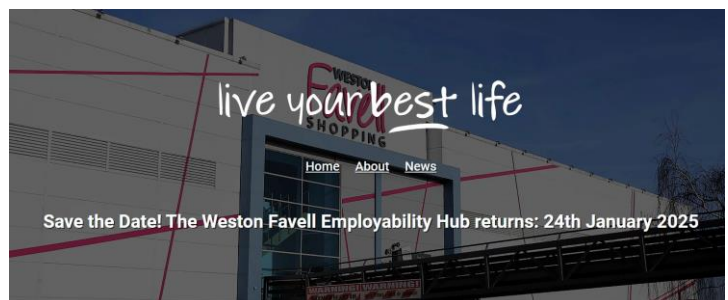 WESTON
Favell
SHOPPING
live your best life
Home About News
Save the Date! The Weston Favell Employability Hub returns: 24th January 2025
WARNING! WARNING!